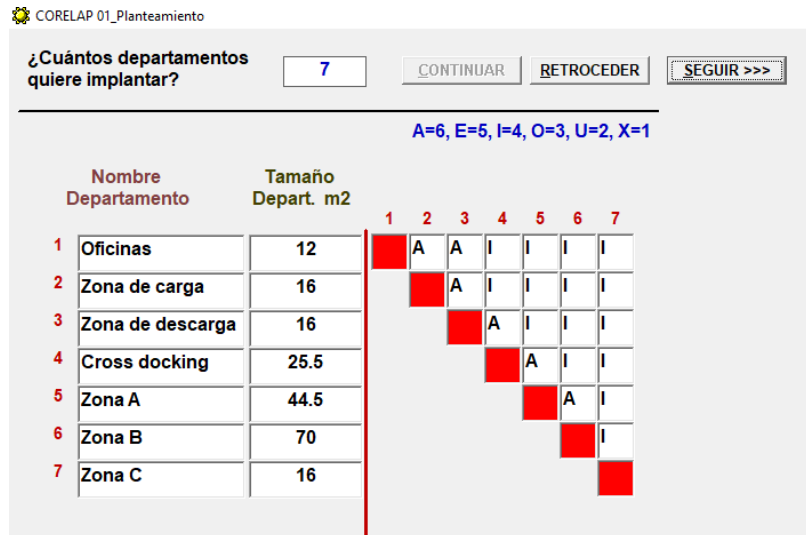 CORELAP 01_Planteamiento
¿Cuántos departamentos quiere implantar?
7
CONTINUAR
RETROCEDER
SEGUIR >>>
A=6, E=5, I=4, O=3, U=2, X=1
Nombre Departamento
Tamaño Depart. m2
1 2 3 4 5 6 7
1 Oficinas 12 A A I I I I
2 Zona de carga 16 A I I I I
3 Zona de descarga 16 A I I I
4 Cross docking 25.5 A I I
5 Zona A 44.5 A I
6 Zona B 70 I
7 Zona C 16